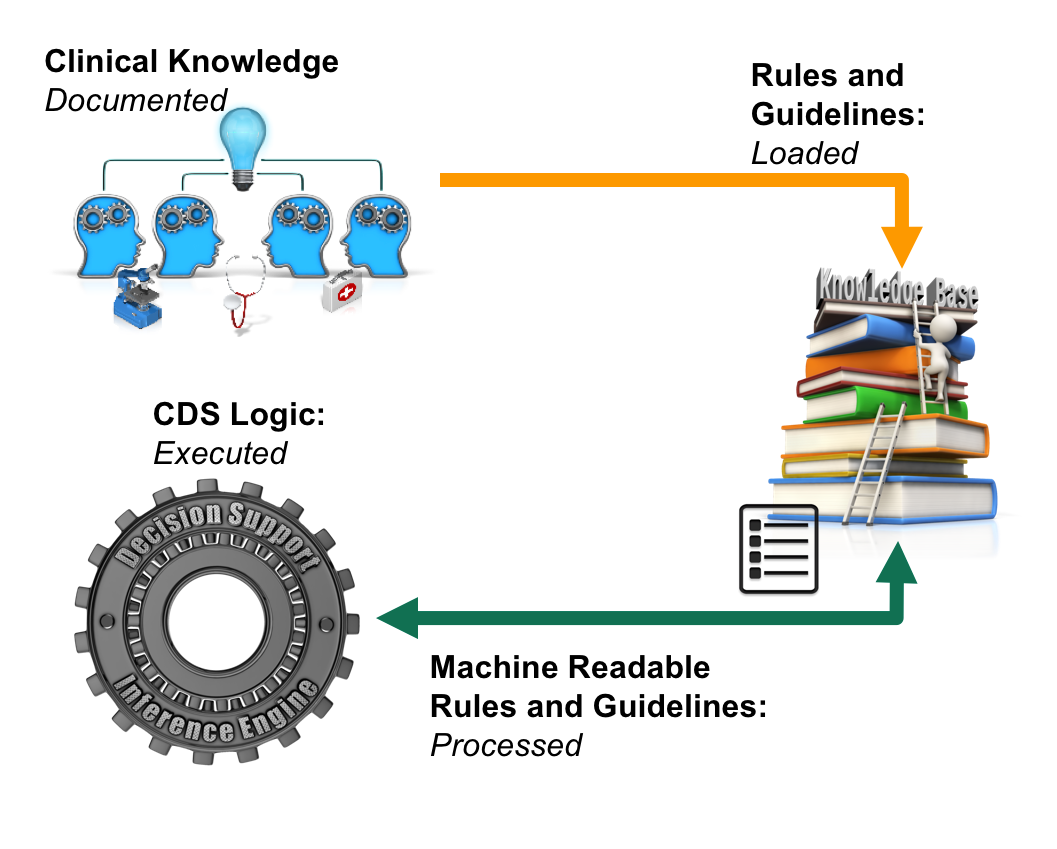 Clinical Knowledge
Documented
Rules and
Guidelines:
Loaded
Knowledge Base
CDS Logic:
Executed
Decision Support
Inference Engine
Machine Readable
Rules and Guidelines:
Processed